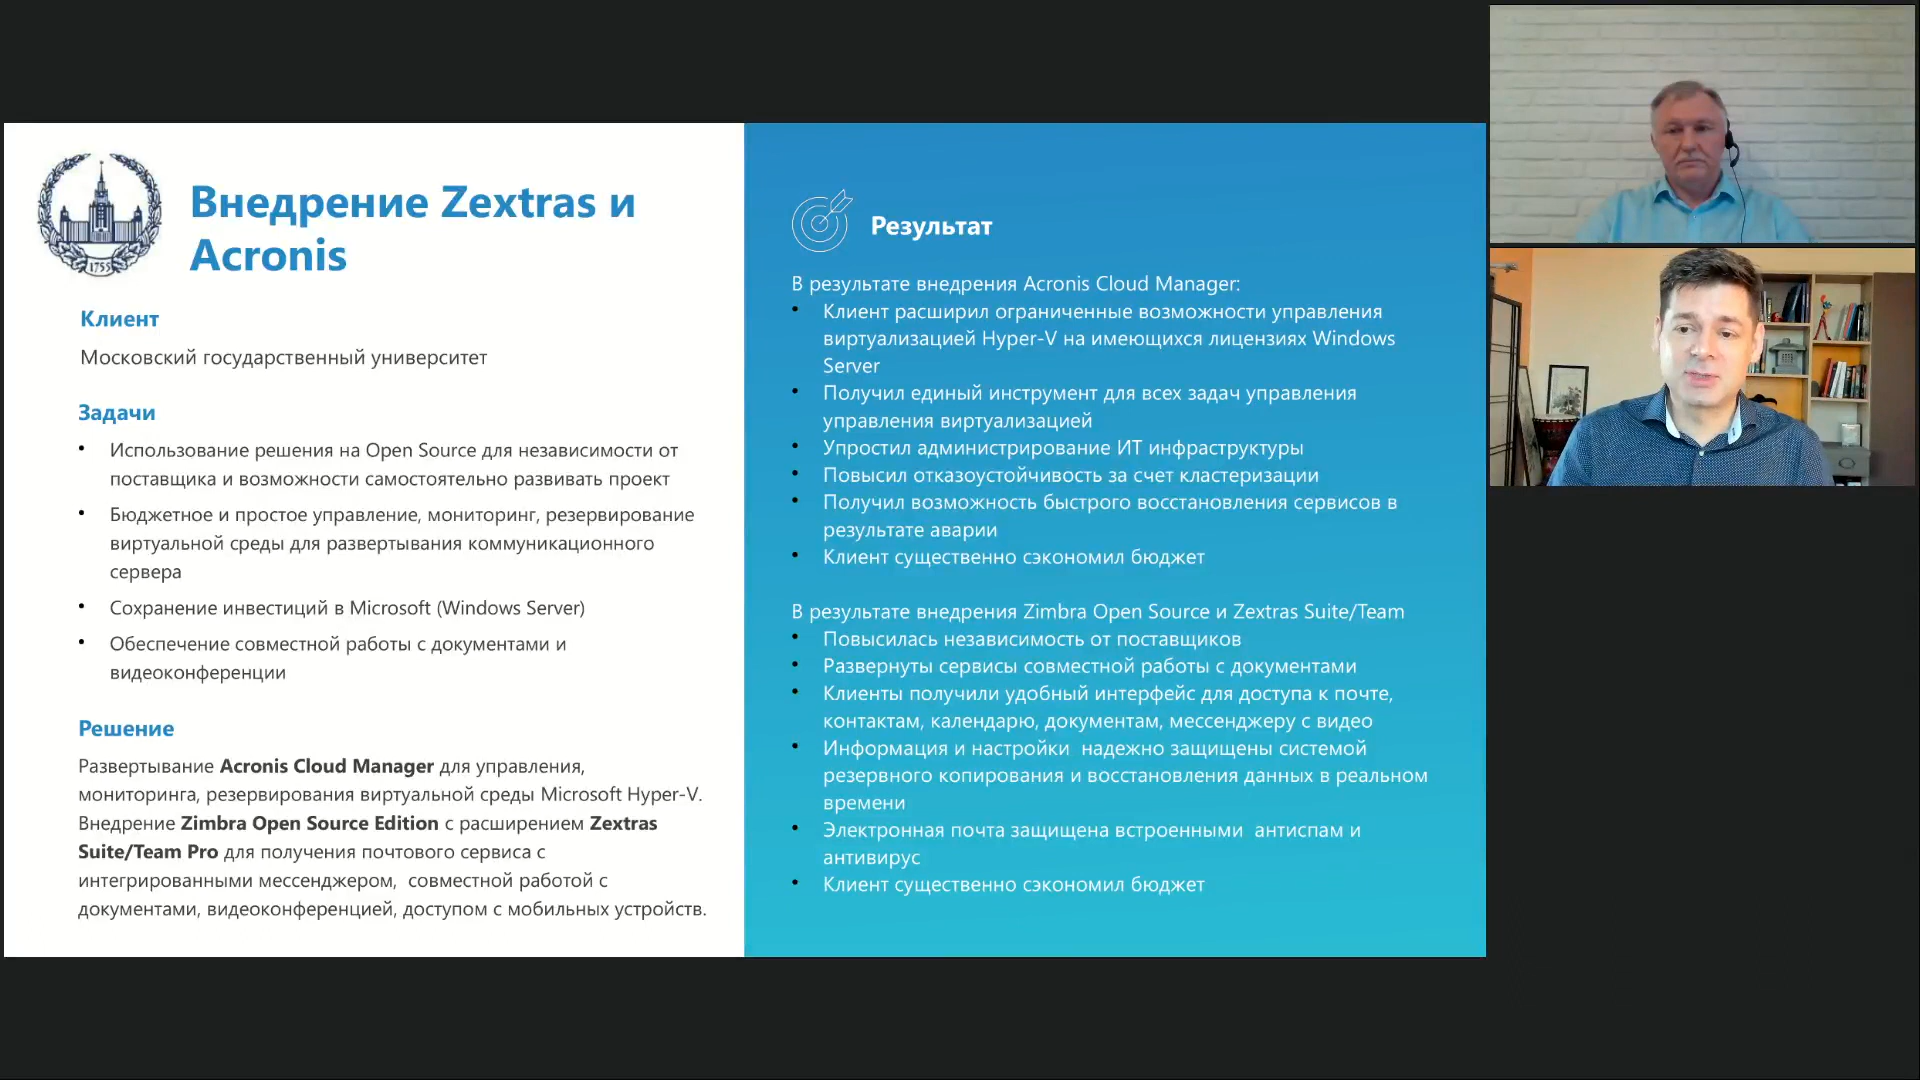 1755
Внедрение Zextras и
Acronis
Клиент
Московский государственный университет
Задачи
• Использование решения на Open Source для независимости от
поставщика и возможности самостоятельно развивать проект
• Бюджетное и простое управление, мониторинг, резервирование
виртуальной среды для развертывания коммуникационного
сервера
• Сохранение инвестиций в Microsoft (Windows Server)
• Обеспечение совместной работы с документами и
видеоконференции
Решение
Развертывание Acronis Cloud Manager для управления,
мониторинга, резервирования виртуальной среды Microsoft Hyper-V.
Внедрение Zimbra Open Source Edition с расширением Zextras
Suite/Team Pro для получения почтового сервиса с
интегрированными мессенджером,  совместной работой с
документами, видеоконференцией, доступом с мобильных устройств.
Результат
В результате внедрения Acronis Cloud Manager:
• Клиент расширил ограниченные возможности управления
виртуализацией Hyper-V на имеющихся лицензиях Windows
Server
• Получил единый инструмент для всех задач управления
управления виртуализацией
• Упростил администрирование ИТ инфраструктуры
• Повысил отказоустойчивость за счет кластеризации
• Получил возможность быстрого восстановления сервисов в
результате аварии
• Клиент существенно сэкономил бюджет
В результате внедрения Zimbra Open Source и Zextras Suite/Team
• Повысилась независимость от поставщиков
• Развернуты сервисы совместной работы с документами
• Клиенты получили удобный интерфейс для доступа к почте,
контактам, календарю, документам, мессенджеру с видео
• Информация и настройки  надежно защищены системой
резервного копирования и восстановления данных в реальном
времени
• Электронная почта защищена встроенными  антиспам и
антивирус
• Клиент существенно сэкономил бюджет